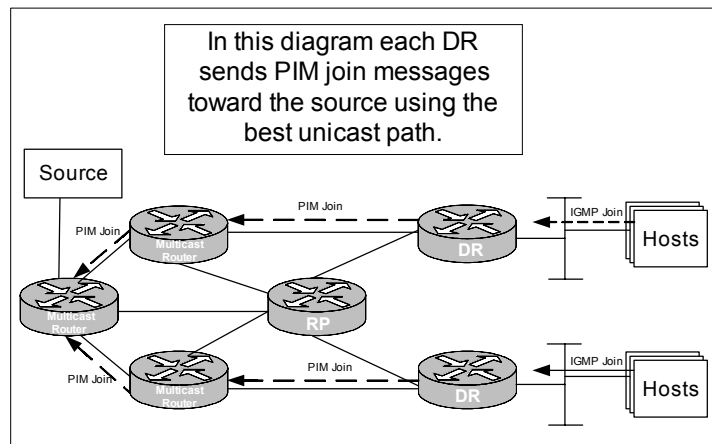 In this diagram each DR
sends PIM join messages
toward the source using the
best unicast path.
Source
PIM Join
IGMP Join
PIM Join
Multicast
Router
DR
Hosts
Multicast
Router
RP
PIM Join
PIM Join
IGMP Join
Multicast
Router
DR
Hosts